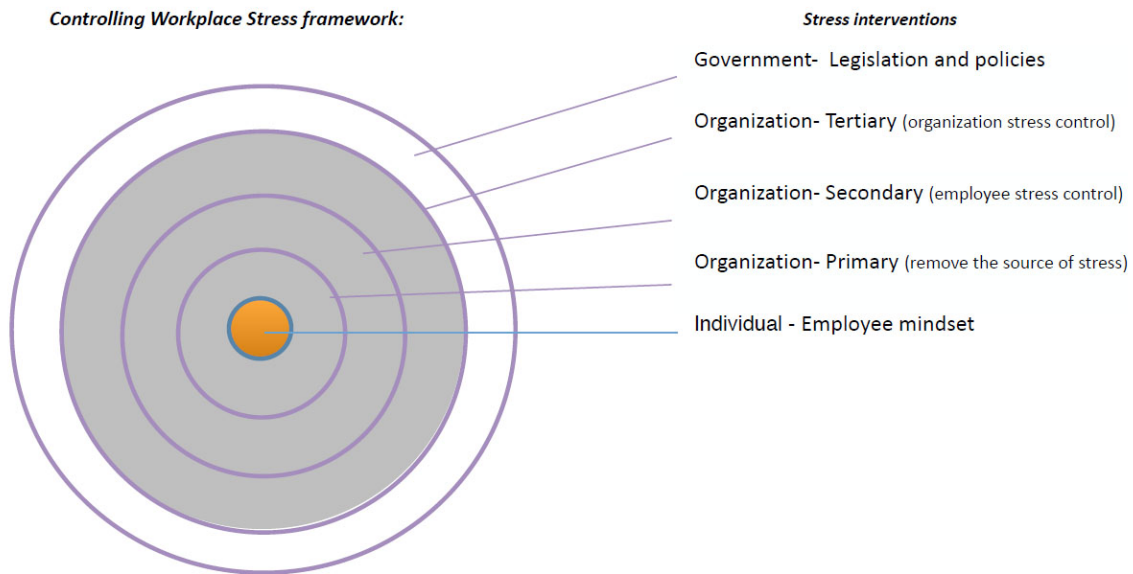 Controlling Workplace Stress framework:
Stress interventions
Government- Legislation and policies
Organization- Tertiary (organization stress control)
Organization- Secondary (employee stress control)
Organization- Primary (remove the source of stress)
Individual - Employee mindset